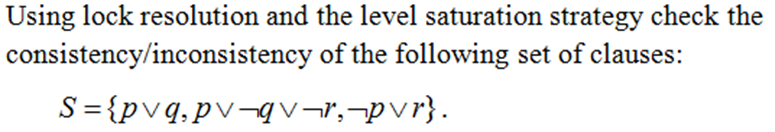 Using lock resolution and the level saturation strategy check the
consistency/inconsistency of the following set of clauses:
S = {p∨q, p∨¬q∨¬r, ¬p∨r}.